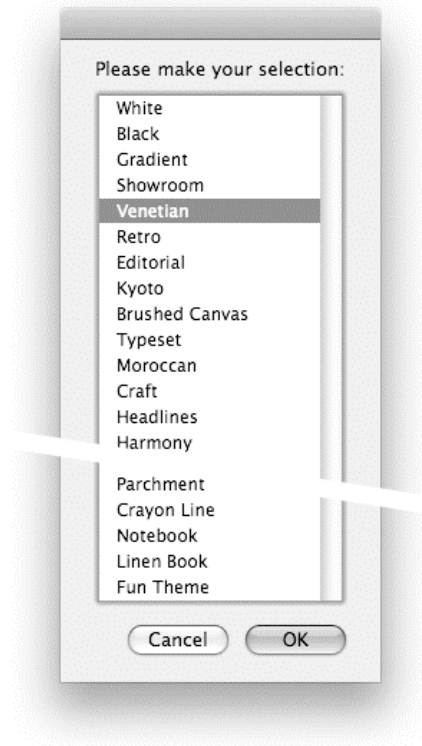 Please make your selection:
White
Black
Gradient
Showroom
Venetian
Retro
Editorial
Kyoto
Brushed Canvas
Typeset
Moroccan
Craft
Headlines
Harmony
Parchment
Crayon Line
Notebook
Linen Book
Fun Theme
Cancel OK